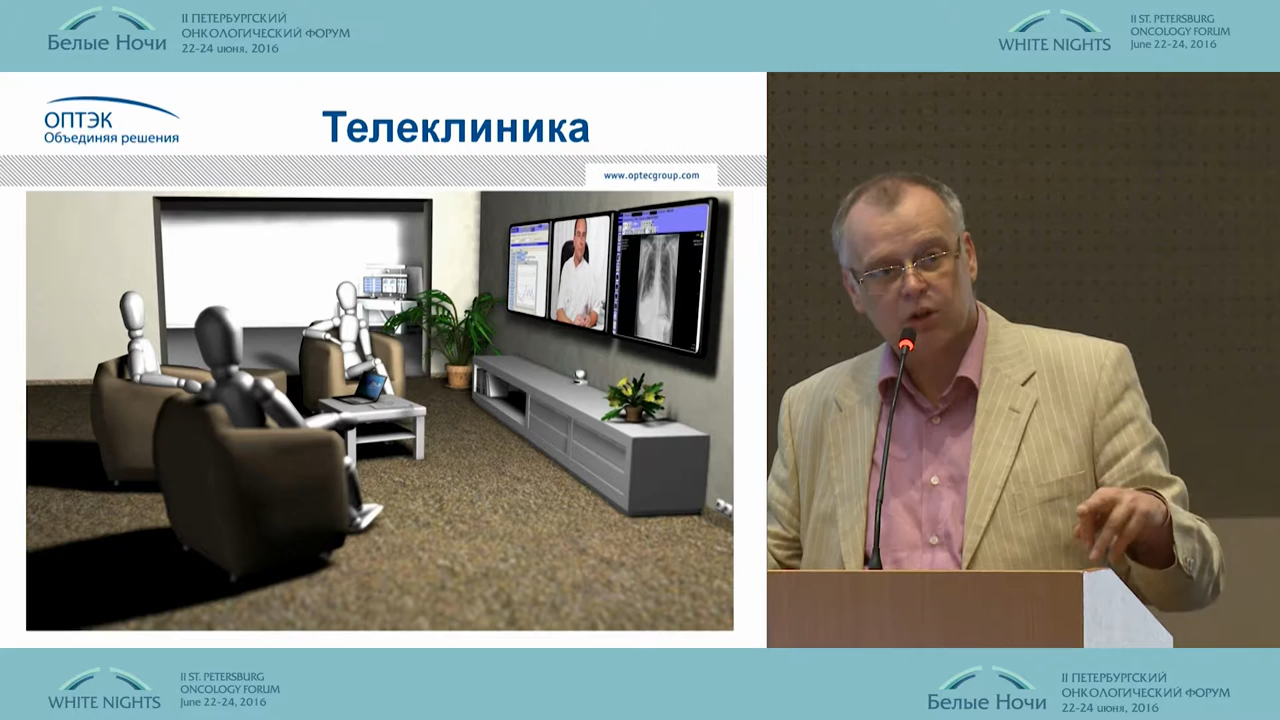 II ПЕТЕРБУРГСКИЙ
ОНКОЛОГИЧЕСКИЙ ФОРУМ
Белые Ночи
22-24 июня, 2016
II ST. PETERSBURG
ONCOLOGY FORUM
WHITE NIGHTS
June 22-24, 2016
ОПТЭК
Объединяя решения
Телеклиника
www.optecgroup.com
II ST. PETERSBURG
ONCOLOGY FORUM
WHITE NIGHTS
June 22-24, 2016
II ПЕТЕРБУРГСКИЙ
ОНКОЛОГИЧЕСКИЙ ФОРУМ
Белые Ночи
22-24 июня, 2016